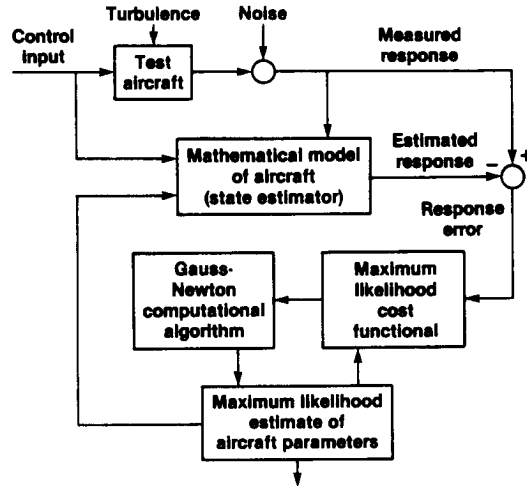 Turbulence
Noise
Control
input
Test
aircraft
Measured
response
+
Mathematical model
of aircraft
(state estimator)
Estimated
response
−
Response
error
Gauss-
Newton
computational
algorithm
Maximum
likelihood
cost
functional
Maximum likelihood
estimate of
aircraft parameters